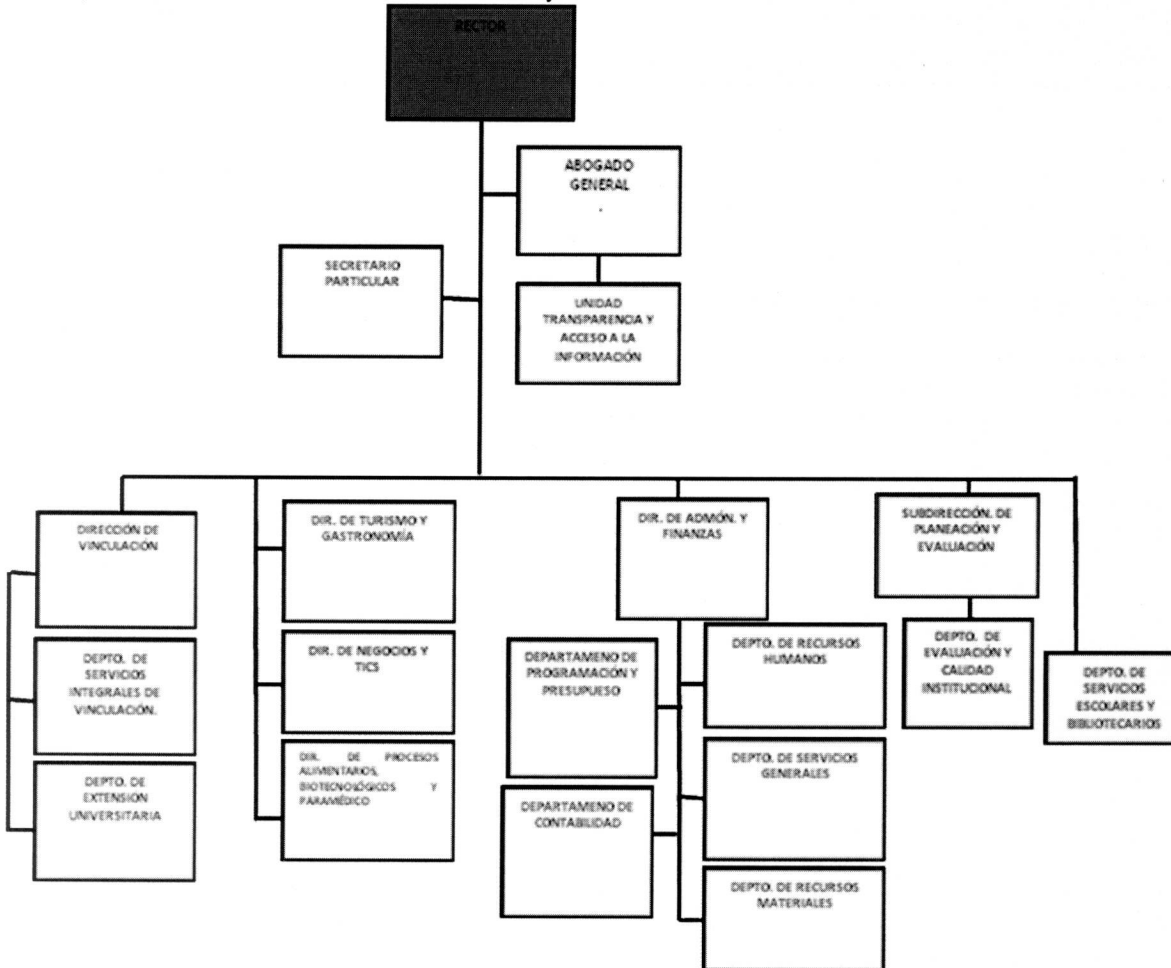 RECTOR
ABOGADO
GENERAL
SECRETARIO
PARTICULAR
UNIDAD
TRANSPARENCIA Y
ACCESO A LA
INFORMACIÓN
DIRECCIÓN DE
VINCULACIÓN
DEPTO. DE
SERVICIOS
INTEGRALES DE
VINCULACIÓN.
DEPTO. DE
EXTENSION
UNIVERSITARIA
DIR. DE TURISMO Y
GASTRONOMÍA
DIR. DE NEGOCIOS Y
TICS
DIR. DE PROCESOS
ALIMENTARIOS,
BIOTECNOLÓGICOS Y
PARAMÉDICO
DIR. DE ADMÓN. Y
FINANZAS
DEPARTAMENO DE
PROGRAMACIÓN Y
PRESUPUESO
DEPARTAMENO DE
CONTABILIDAD
DEPTO. DE RECURSOS
HUMANOS
DEPTO. DE SERVICIOS
GENERALES
DEPTO. DE RECURSOS
MATERIALES
SUBDIRECCIÓN. DE
PLANEACIÓN Y
EVALUACIÓN
DEPTO. DE
EVALUACIÓN Y
CALIDAD
INSTITUCIONAL
DEPTO. DE
SERVICIOS
ESCOLARES Y
BIBLIOTECARIOS